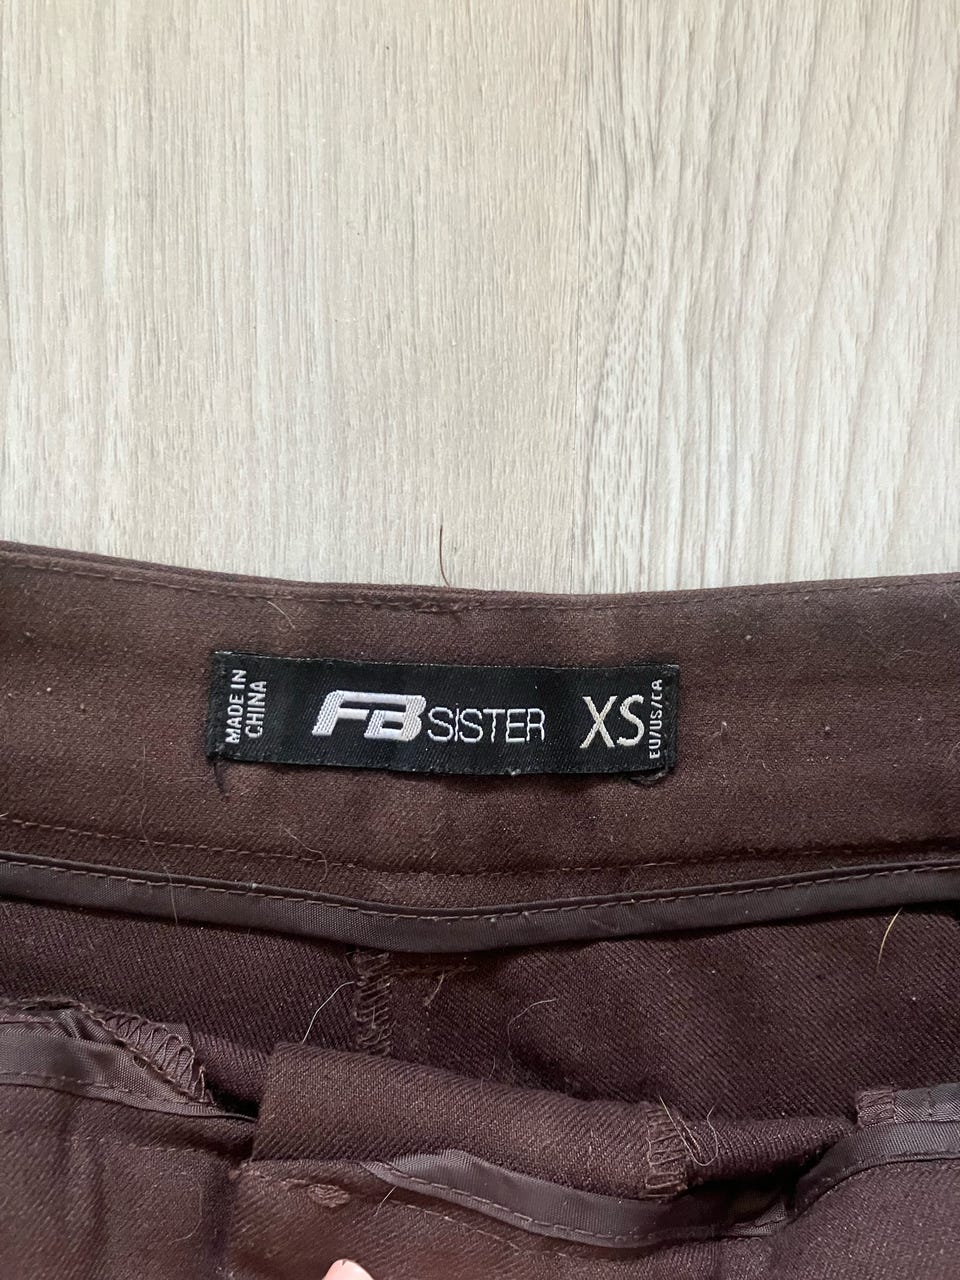 MADE IN
CHINA
FB SISTER
XS
EU/US/CA